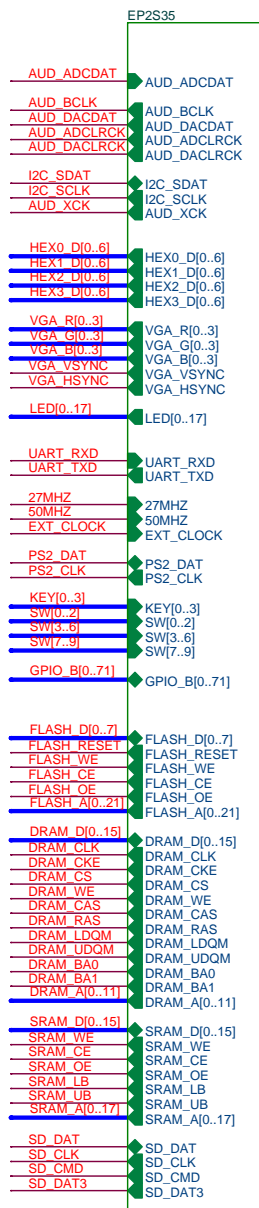 EP2S35
AUD_ADCDAT AUD_ADCDAT
AUD_BCLK AUD_BCLK
AUD_DACDAT AUD_DACDAT
AUD_ADCLRCK AUD_ADCLRCK
AUD_DACLRCK AUD_DACLRCK
I2C_SDAT I2C_SDAT
I2C_SCLK I2C_SCLK
AUD_XCK AUD_XCK
HEX0_D[0..6] HEX0_D[0..6]
HEX1_D[0..6] HEX1_D[0..6]
HEX2_D[0..6] HEX2_D[0..6]
HEX3_D[0..6] HEX3_D[0..6]
VGA_R[0..3] VGA_R[0..3]
VGA_G[0..3] VGA_G[0..3]
VGA_B[0..3] VGA_B[0..3]
VGA_VSYNC VGA_VSYNC
VGA_HSYNC VGA_HSYNC
LED[0..17] LED[0..17]
UART_RXD UART_RXD
UART_TXD UART_TXD
27MHZ 27MHZ
50MHZ 50MHZ
EXT_CLOCK EXT_CLOCK
PS2_DAT PS2_DAT
PS2_CLK PS2_CLK
KEY[0..3] KEY[0..3]
SW[0..2] SW[0..2]
SW[3..6] SW[3..6]
SW[7..9] SW[7..9]
GPIO_B[0..71] GPIO_B[0..71]
FLASH_D[0..7] FLASH_D[0..7]
FLASH_RESET FLASH_RESET
FLASH_WE FLASH_WE
FLASH_CE FLASH_CE
FLASH_OE FLASH_OE
FLASH_A[0..21] FLASH_A[0..21]
DRAM_D[0..15] DRAM_D[0..15]
DRAM_CLK DRAM_CLK
DRAM_CKE DRAM_CKE
DRAM_CS DRAM_CS
DRAM_WE DRAM_WE
DRAM_CAS DRAM_CAS
DRAM_RAS DRAM_RAS
DRAM_LDQM DRAM_LDQM
DRAM_UDQM DRAM_UDQM
DRAM_BA0 DRAM_BA0
DRAM_BA1 DRAM_BA1
DRAM_A[0..11] DRAM_A[0..11]
SRAM_D[0..15] SRAM_D[0..15]
SRAM_WE SRAM_WE
SRAM_CE SRAM_CE
SRAM_OE SRAM_OE
SRAM_LB SRAM_LB
SRAM_UB SRAM_UB
SRAM_A[0..17] SRAM_A[0..17]
SD_DAT SD_DAT
SD_CLK SD_CLK
SD_CMD SD_CMD
SD_DAT3 SD_DAT3